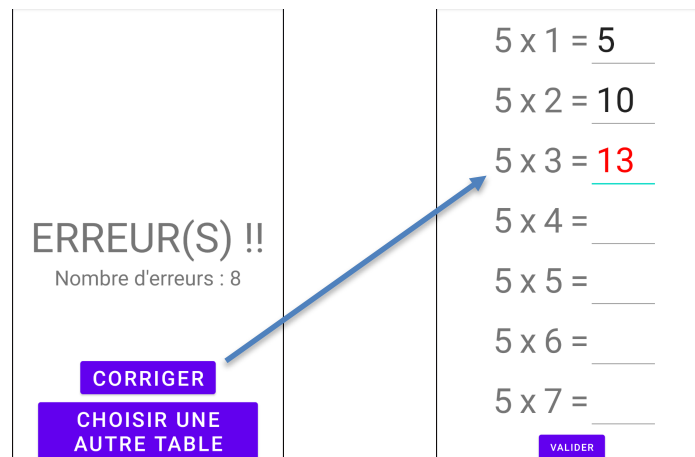 ERREUR(S) !!
Nombre d'erreurs : 8
CORRIGER
CHOISIR UNE
AUTRE TABLE
5 x 1 = 5
5 x 2 = 10
5 x 3 = 13
5 x 4 =
5 x 5 =
5 x 6 =
5 x 7 =
VALIDER